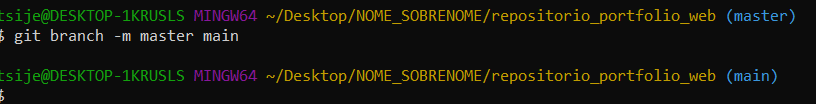 tsije@DESKTOP-1KRUSLS MINGW64 ~/Desktop/NOME_SOBRENOME/repositorio_portfolio_web (master)
$ git branch -m master main
tsije@DESKTOP-1KRUSLS MINGW64 ~/Desktop/NOME_SOBRENOME/repositorio_portfolio_web (main)
$